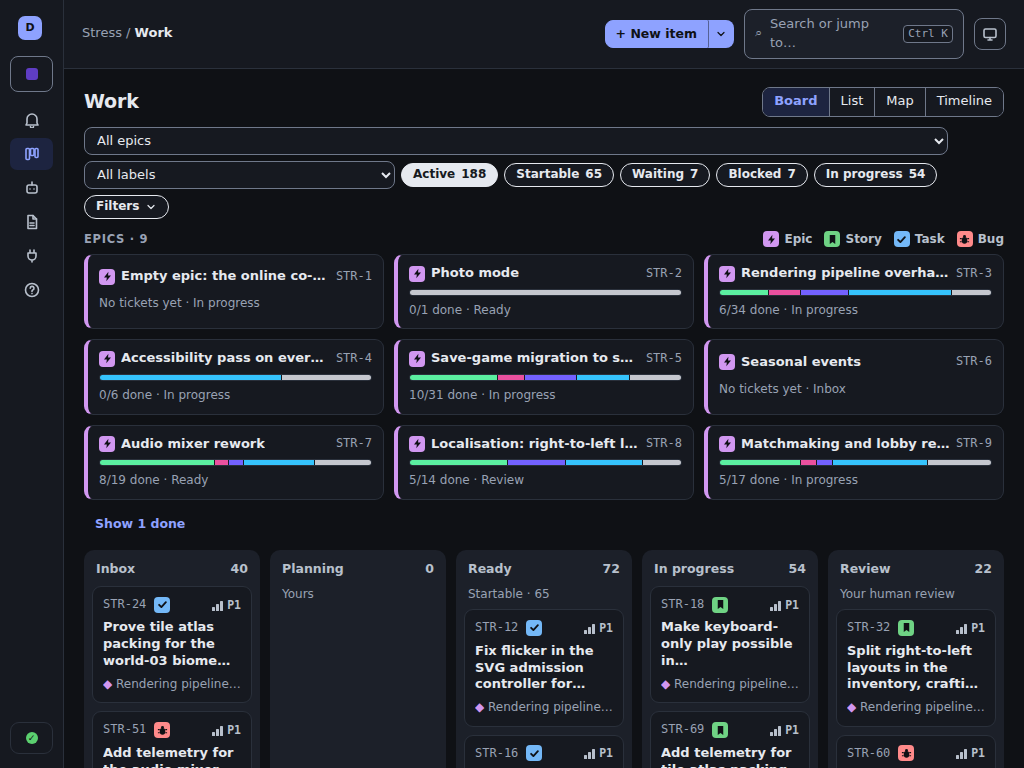 D
Stress / Work
+ New item
Search or jump to…
Ctrl K
Work
Board
List
Map
Timeline
All epics
All labels
Active 188
Startable 65
Waiting 7
Blocked 7
In progress 54
Filters
EPICS · 9
Epic
Story
Task
Bug
Empty epic: the online co-… STR-1
No tickets yet · In progress
Photo mode STR-2
0/1 done · Ready
Rendering pipeline overha… STR-3
6/34 done · In progress
Accessibility pass on ever… STR-4
0/6 done · In progress
Save-game migration to s… STR-5
10/31 done · In progress
Seasonal events STR-6
No tickets yet · Inbox
Audio mixer rework STR-7
8/19 done · Ready
Localisation: right-to-left l… STR-8
5/14 done · Review
Matchmaking and lobby re… STR-9
5/17 done · In progress
Show 1 done
Inbox 40
STR-24 P1
Prove tile atlas
packing for the
world-03 biome…
Rendering pipeline…
STR-51 P1
Add telemetry for
the audio mixer
Planning 0
Yours
Ready 72
Startable · 65
STR-12 P1
Fix flicker in the
SVG admission
controller for…
Rendering pipeline…
STR-16 P1
In progress 54
STR-18 P1
Make keyboard-
only play possible
in…
Rendering pipeline…
STR-69 P1
Add telemetry for
tile atlas packing
Review 22
Your human review
STR-32 P1
Split right-to-left
layouts in the
inventory, crafti…
Rendering pipeline…
STR-60 P1